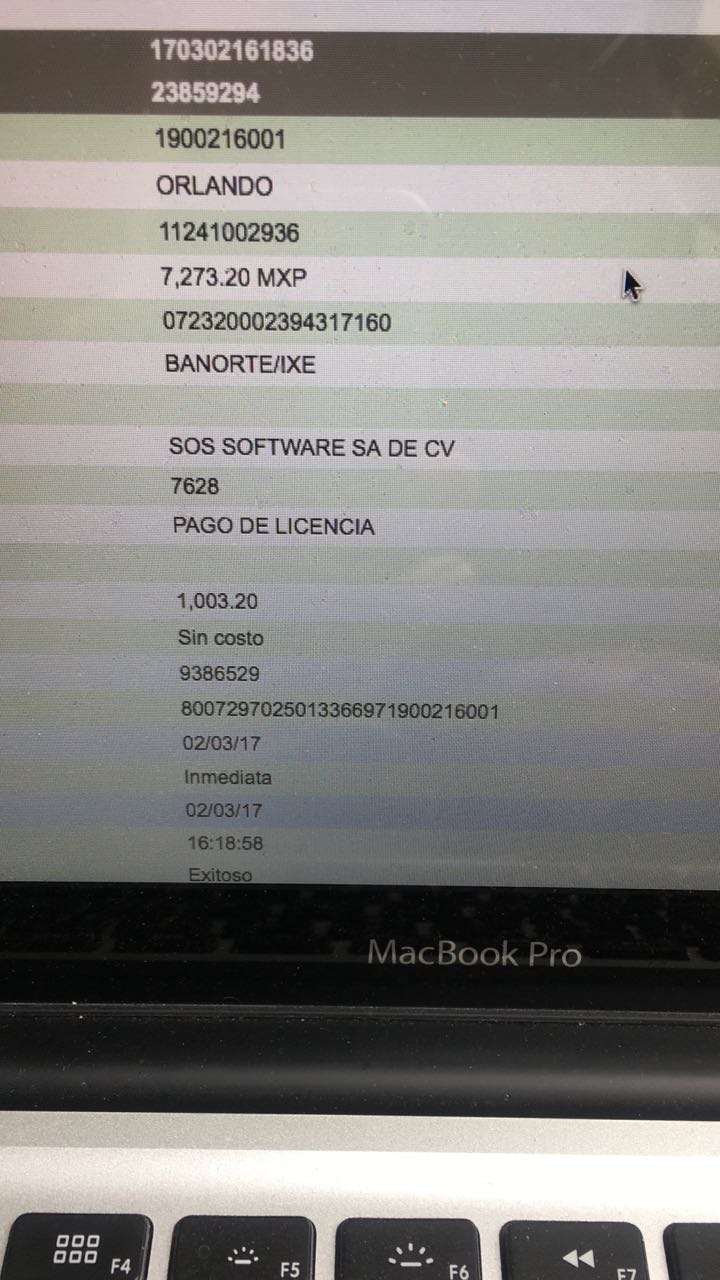 170302161836
23859294
1900216001
ORLANDO
11241002936
7,273.20 MXP
072320002394317160
BANORTE/IXE
SOS SOFTWARE SA DE CV
7628
PAGO DE LICENCIA
1,003.20
Sin costo
9386529
8007297025013366971900216001
02/03/17
Inmediata
02/03/17
16:18:58
Exitoso
MacBook Pro
F4 F5 F6 F7